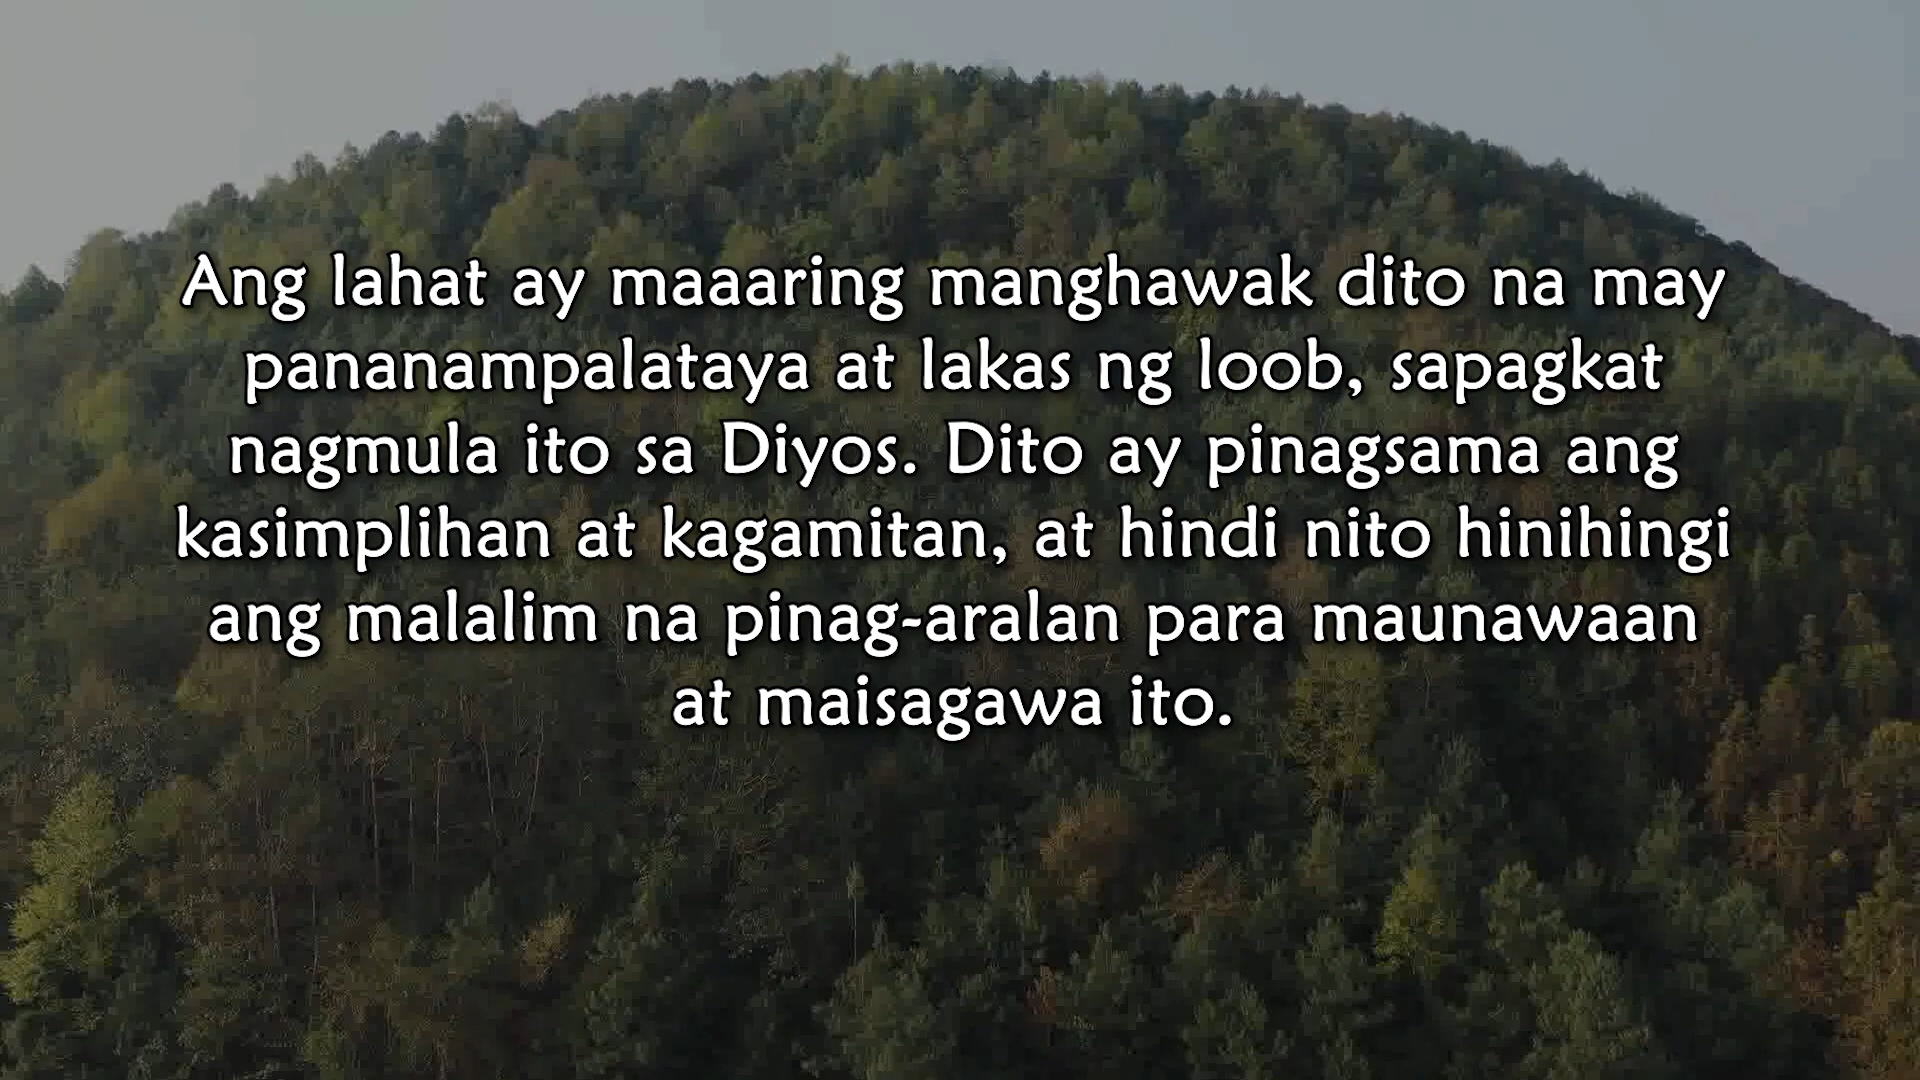 Ang lahat ay maaaring manghawak dito na may
pananampalataya at lakas ng loob, sapagkat
nagmula ito sa Diyos. Dito ay pinagsama ang
kasimplihan at kagamitan, at hindi nito hinihingi
ang malalim na pinag-aralan para maunawaan
at maisagawa ito.